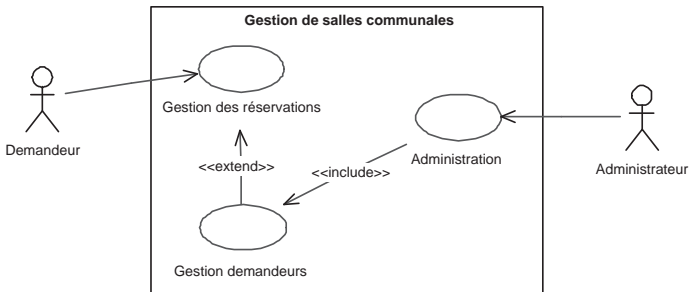 Gestion de salles communales
Gestion des réservations
Demandeur
Administration
Administrateur
<<extend>>
<<include>>
Gestion demandeurs